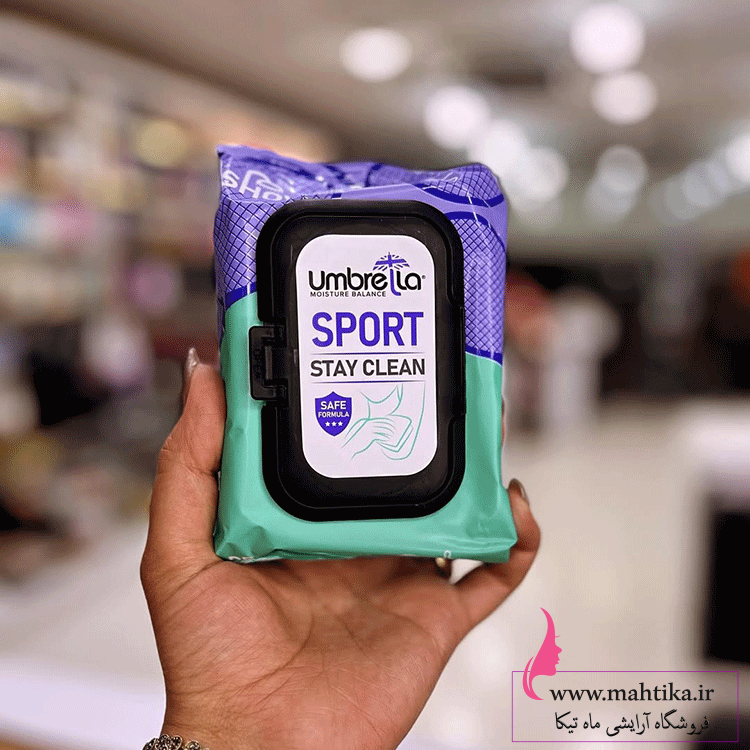 umbrella®
MOISTURE BALANCE
SPORT
STAY CLEAN
SAFE
FORMULA
www.mahtika.ir
فروشگاه آرایشی ماه تیکا